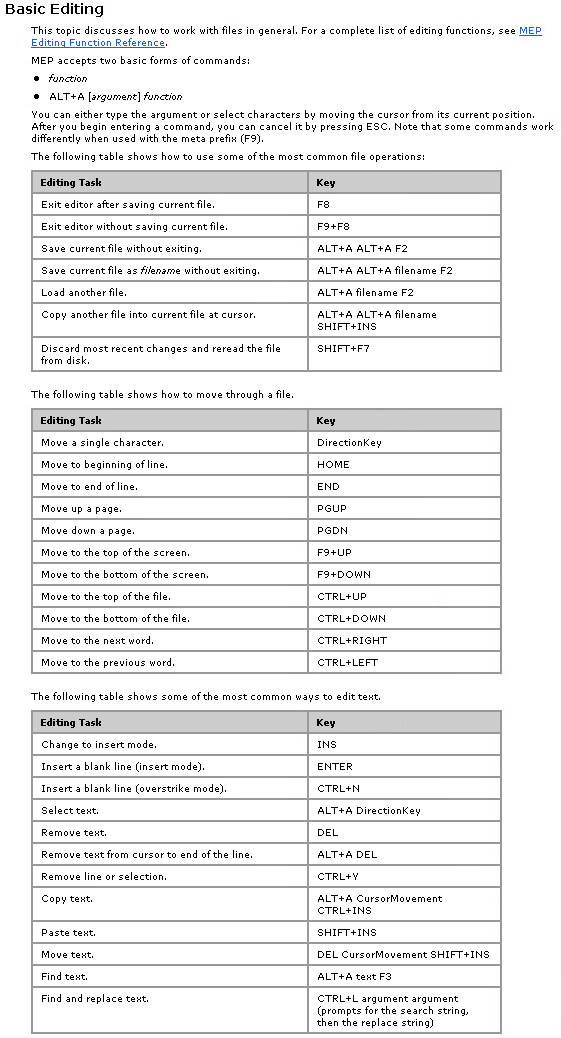 Basic Editing
This topic discusses how to work with files in general. For a complete list of editing functions, see MEP
Editing Function Reference.
MEP accepts two basic forms of commands:
• function
• ALT+A [argument] function
You can either type the argument or select characters by moving the cursor from its current position.
After you begin entering a command, you can cancel it by pressing ESC. Note that some commands work
differently when used with the meta prefix (F9).
The following table shows how to use some of the most common file operations:
Editing Task Key
Exit editor after saving current file. F8
Exit editor without saving current file. F9+F8
Save current file without exiting. ALT+A ALT+A F2
Save current file as filename without exiting. ALT+A ALT+A filename F2
Load another file. ALT+A filename F2
Copy another file into current file at cursor. ALT+A ALT+A filename
SHIFT+INS
Discard most recent changes and reread the file SHIFT+F7
from disk.
The following table shows how to move through a file.
Editing Task Key
Move a single character. DirectionKey
Move to beginning of line. HOME
Move to end of line. END
Move up a page. PGUP
Move down a page. PGDN
Move to the top of the screen. F9+UP
Move to the bottom of the screen. F9+DOWN
Move to the top of the file. CTRL+UP
Move to the bottom of the file. CTRL+DOWN
Move to the next word. CTRL+RIGHT
Move to the previous word. CTRL+LEFT
The following table shows some of the most common ways to edit text.
Editing Task Key
Change to insert mode. INS
Insert a blank line (insert mode). ENTER
Insert a blank line (overstrike mode). CTRL+N
Select text. ALT+A DirectionKey
Remove text. DEL
Remove text from cursor to end of the line. ALT+A DEL
Remove line or selection. CTRL+Y
Copy text. ALT+A CursorMovement
CTRL+INS
Paste text. SHIFT+INS
Move text. DEL CursorMovement SHIFT+INS
Find text. ALT+A text F3
Find and replace text. CTRL+L argument argument
(prompts for the search string,
then the replace string)